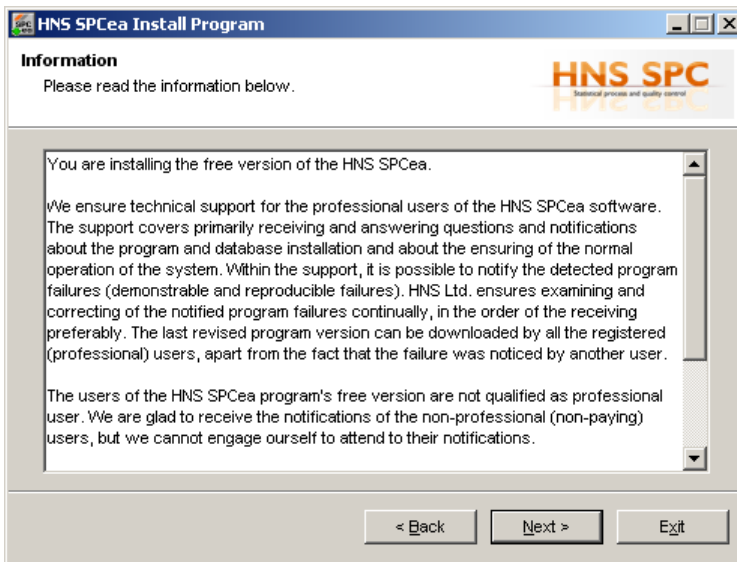 HNS SPCea Install Program
Information
Please read the information below.
HNS SPC
Statistical process and quality control
You are installing the free version of the HNS SPCea.
We ensure technical support for the professional users of the HNS SPCea software.
The support covers primarily receiving and answering questions and notifications
about the program and database installation and about the ensuring of the normal
operation of the system. Within the support, it is possible to notify the detected program
failures (demonstrable and reproducible failures). HNS Ltd. ensures examining and
correcting of the notified program failures continually, in the order of the receiving
preferably. The last revised program version can be downloaded by all the registered
(professional) users, apart from the fact that the failure was noticed by another user.
The users of the HNS SPCea program's free version are not qualified as professional
user. We are glad to receive the notifications of the non-professional (non-paying)
users, but we cannot engage ourself to attend to their notifications.
< Back
Next >
Exit